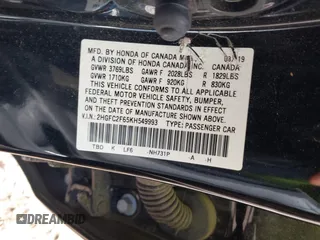 MFD. BY HONDA OF CANADA MFG.
A DIVISION OF HONDA CANADA INC., CANADA
GVWR 3769LBS GAWR F 2028LBS R 1829LBS
GVWR 1710KG GAWR F 920KG R 830KG
THIS VEHICLE CONFORMS TO ALL APPLICABLE
FEDERAL MOTOR VEHICLE SAFETY, BUMPER,
AND THEFT PREVENTION STANDARDS IN EFFECT
ON THE DATE OF MANUFACTURE SHOWN ABOVE.
V.I.N.: 2HGFC2F65KH549993 TYPE: PASSENGER CAR
TBD K LF6 NH731P A H
DREAMBID